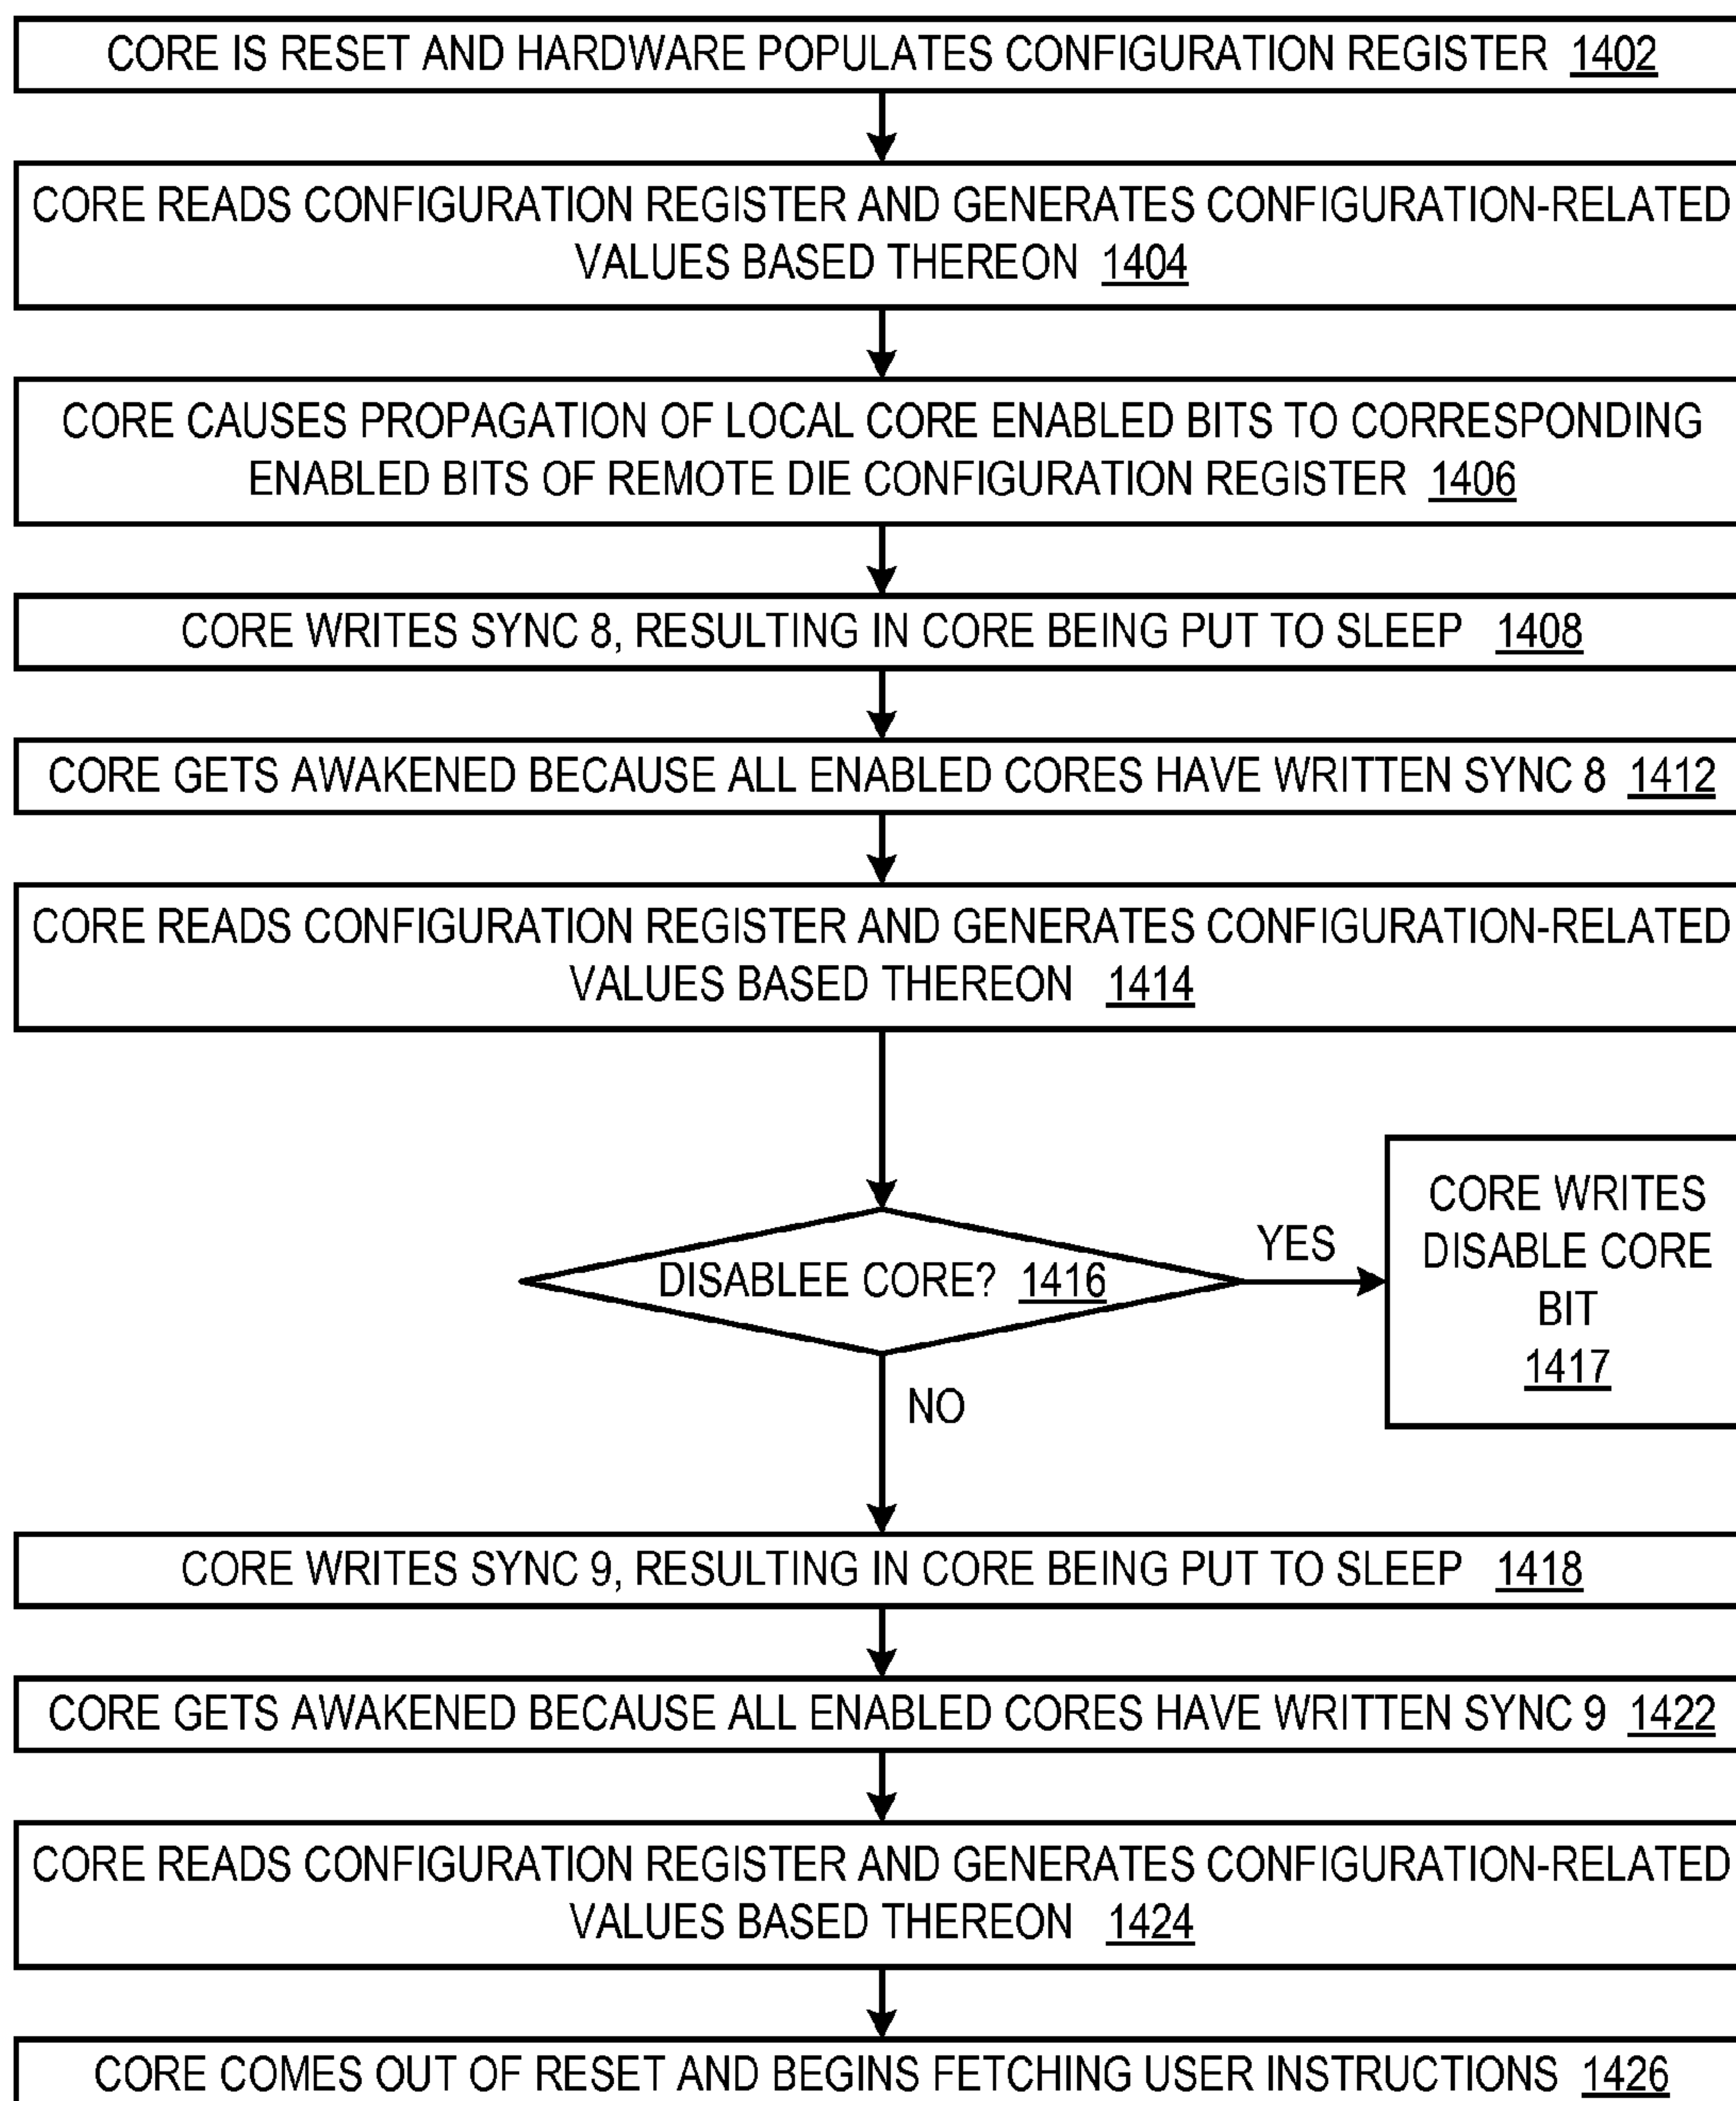 CORE IS RESET AND HARDWARE POPULATES CONFIGURATION REGISTER 1402
CORE READS CONFIGURATION REGISTER AND GENERATES CONFIGURATION-RELATED
VALUES BASED THEREON 1404
CORE CAUSES PROPAGATION OF LOCAL CORE ENABLED BITS TO CORRESPONDING
ENABLED BITS OF REMOTE DIE CONFIGURATION REGISTER 1406
CORE WRITES SYNC 8, RESULTING IN CORE BEING PUT TO SLEEP 1408
CORE GETS AWAKENED BECAUSE ALL ENABLED CORES HAVE WRITTEN SYNC 8 1412
CORE READS CONFIGURATION REGISTER AND GENERATES CONFIGURATION-RELATED
VALUES BASED THEREON 1414
DISABLEE CORE? 1416
YES
CORE WRITES
DISABLE CORE
BIT
1417
NO
CORE WRITES SYNC 9, RESULTING IN CORE BEING PUT TO SLEEP 1418
CORE GETS AWAKENED BECAUSE ALL ENABLED CORES HAVE WRITTEN SYNC 9 1422
CORE READS CONFIGURATION REGISTER AND GENERATES CONFIGURATION-RELATED
VALUES BASED THEREON 1424
CORE COMES OUT OF RESET AND BEGINS FETCHING USER INSTRUCTIONS 1426